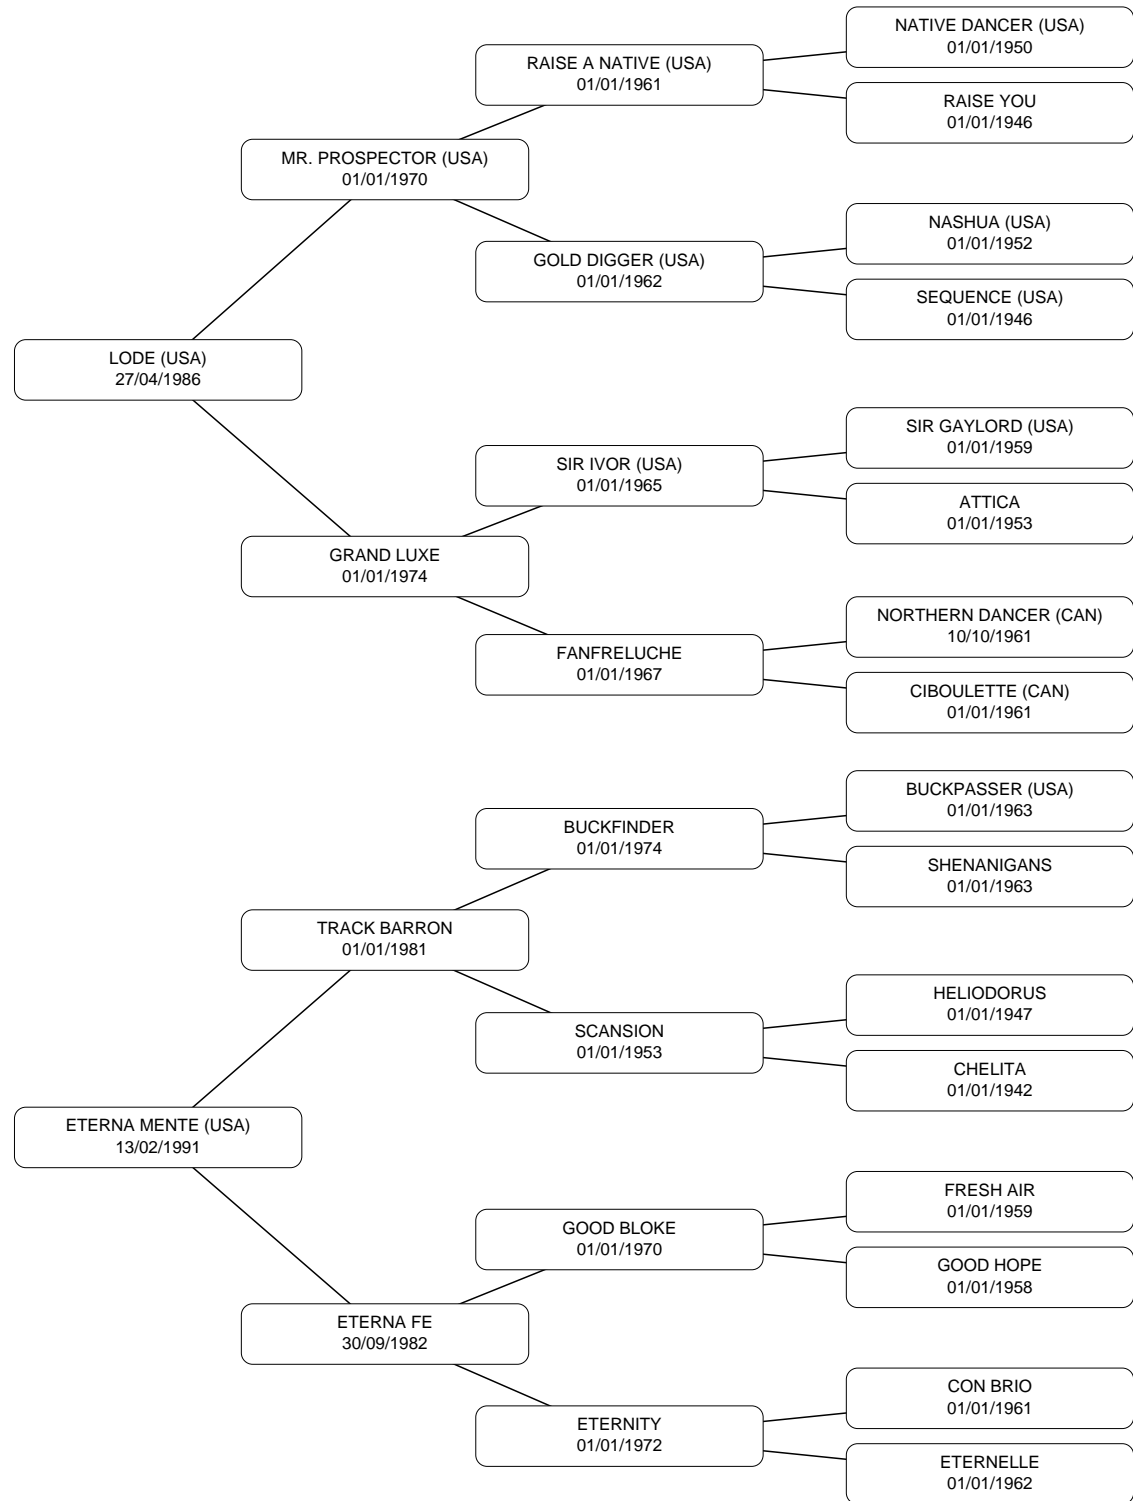 NATIVE DANCER (USA)
01/01/1950
RAISE A NATIVE (USA)
01/01/1961
RAISE YOU
01/01/1946
MR. PROSPECTOR (USA)
01/01/1970
NASHUA (USA)
01/01/1952
GOLD DIGGER (USA)
01/01/1962
SEQUENCE (USA)
01/01/1946
LODE (USA)
27/04/1986
SIR GAYLORD (USA)
01/01/1959
SIR IVOR (USA)
01/01/1965
ATTICA
01/01/1953
GRAND LUXE
01/01/1974
NORTHERN DANCER (CAN)
10/10/1961
FANFRELUCHE
01/01/1967
CIBOULETTE (CAN)
01/01/1961
BUCKPASSER (USA)
01/01/1963
BUCKFINDER
01/01/1974
SHENANIGANS
01/01/1963
TRACK BARRON
01/01/1981
HELIODORUS
01/01/1947
SCANSION
01/01/1953
CHELITA
01/01/1942
ETERNA MENTE (USA)
13/02/1991
FRESH AIR
01/01/1959
GOOD BLOKE
01/01/1970
GOOD HOPE
01/01/1958
ETERNA FE
30/09/1982
CON BRIO
01/01/1961
ETERNITY
01/01/1972
ETERNELLE
01/01/1962